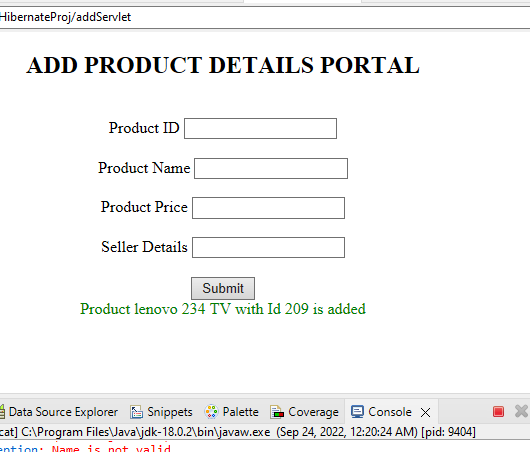 HibernateProj/addServlet
ADD PRODUCT DETAILS PORTAL
Product ID
Product Name
Product Price
Seller Details
Submit
Product lenovo 234 TV with Id 209 is added
Data Source Explorer Snippets Palette Coverage Console
cat] C:\Program Files\Java\jdk-18.0.2\bin\javaw.exe (Sep 24, 2022, 12:20:24 AM) [pid: 9404]
ention: Name is not valid